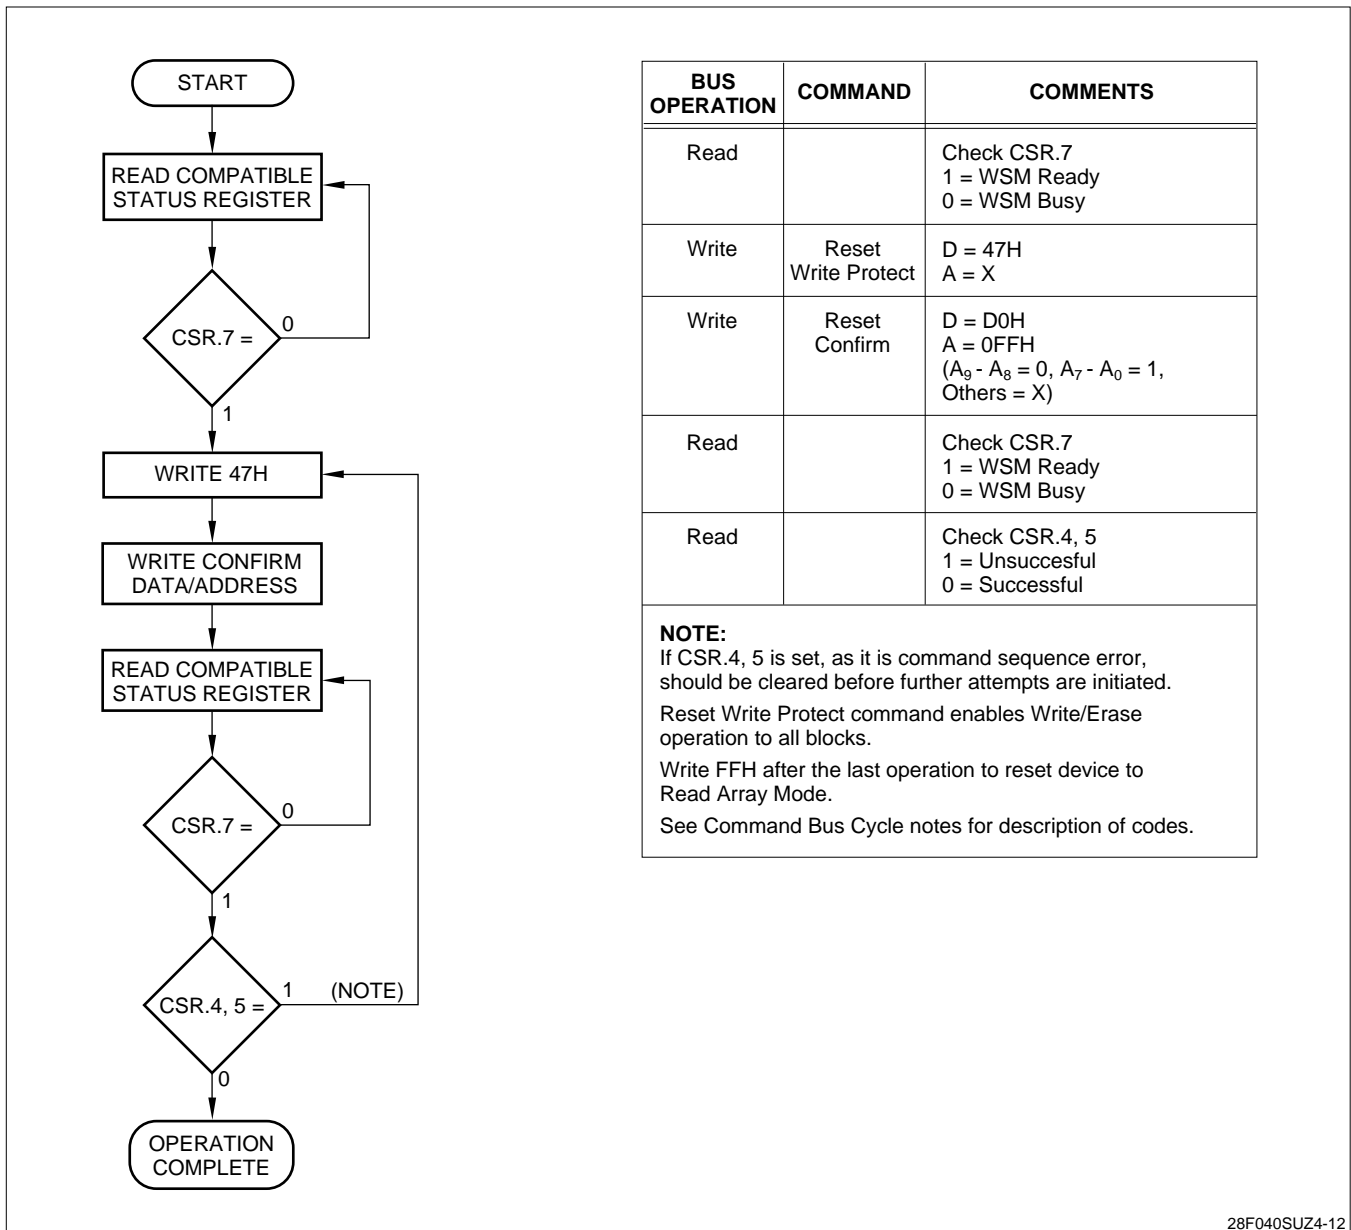 START
READ COMPATIBLE
STATUS REGISTER
CSR.7 =
0
1
WRITE 47H
WRITE CONFIRM
DATA/ADDRESS
READ COMPATIBLE
STATUS REGISTER
CSR.7 =
0
1
CSR.4, 5 =
1 (NOTE)
0
OPERATION
COMPLETE
BUS
OPERATION
COMMAND
COMMENTS
Read
Check CSR.7
1 = WSM Ready
0 = WSM Busy
Write
Reset
Write Protect
D = 47H
A = X
Write
Reset
Confirm
D = D0H
A = 0FFH
(A9 - A8 = 0, A7 - A0 = 1,
Others = X)
Read
Check CSR.7
1 = WSM Ready
0 = WSM Busy
Read
Check CSR.4, 5
1 = Unsuccesful
0 = Successful
NOTE:
If CSR.4, 5 is set, as it is command sequence error,
should be cleared before further attempts are initiated.
Reset Write Protect command enables Write/Erase
operation to all blocks.
Write FFH after the last operation to reset device to
Read Array Mode.
See Command Bus Cycle notes for description of codes.
28F040SUZ4-12